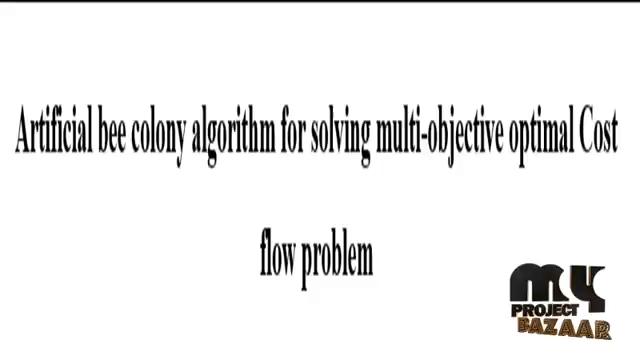 Artificial bee colony algorithm for solving multi-objective optimal Cost
flow problem
MY
PROJECT
BAZAAR